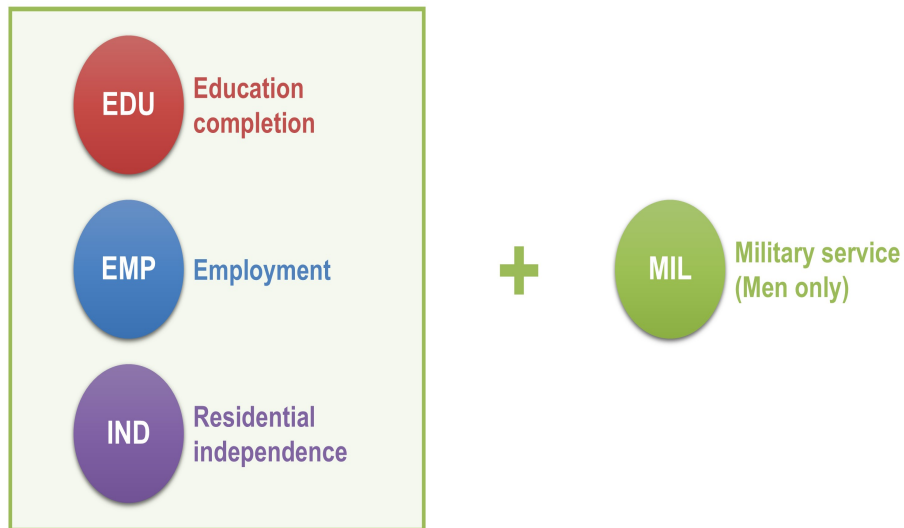 EDU
Education
completion
EMP
Employment
IND
Residential
independence
+
MIL
Military service
(Men only)